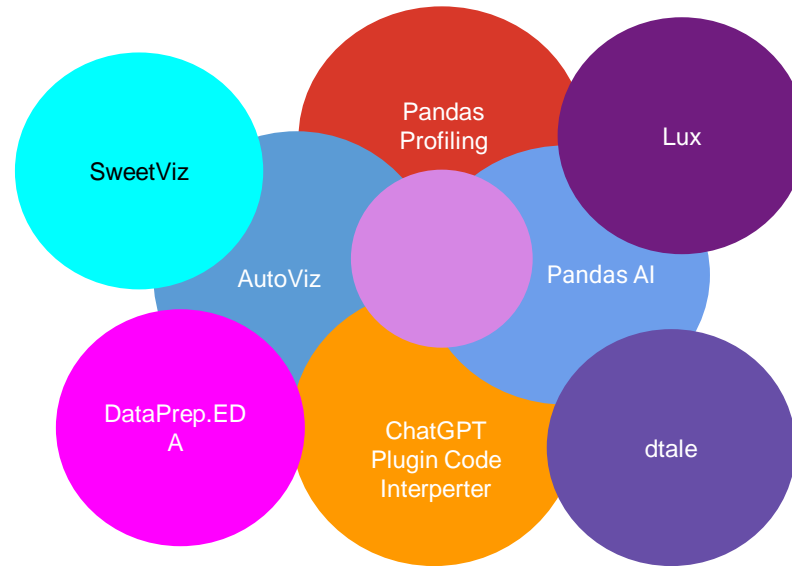 Pandas
Profiling
Lux
SweetViz
AutoViz
Pandas AI
DataPrep.ED
A
ChatGPT
Plugin Code
Interperter
dtale